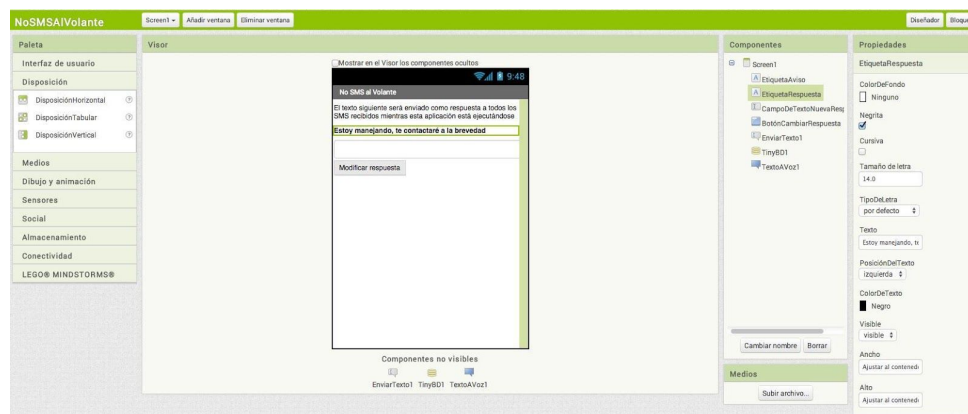 NoSMSAlVolante
Screen1
Añadir ventana
Eliminar ventana
Diseñador
Bloque
Paleta
Interfaz de usuario
Disposición
DisposiciónHorizontal
DisposiciónTabular
DisposiciónVertical
Medios
Dibujo y animación
Sensores
Social
Almacenamiento
Conectividad
LEGO® MINDSTORMS®
Visor
Mostrar en el Visor los componentes ocultos
9:48
No SMS al Volante
El texto siguiente será enviado como respuesta a todos los
SMS recibidos mientras esta aplicación está ejecutándose
Estoy manejando, te contactaré a la brevedad
Modificar respuesta
Componentes no visibles
EnviarTexto1 TinyBD1 TextoAVoz1
Componentes
Screen1
EtiquetaAviso
EtiquetaRespuesta
CampoDeTextoNuevaResp
BotónCambiarRespuesta
EnviarTexto1
TinyBD1
TextoAVoz1
Cambiar nombre
Borrar
Medios
Subir archivo...
Propiedades
EtiquetaRespuesta
ColorDeFondo
Ninguno
Negrita
Cursiva
Tamaño de letra
14.0
TipoDeLetra
por defecto
Texto
Estoy manejando, te
PosiciónDelTexto
izquierda
ColorDeTexto
Negro
Visible
visible
Ancho
Ajustar al contenido
Alto
Ajustar al contenido